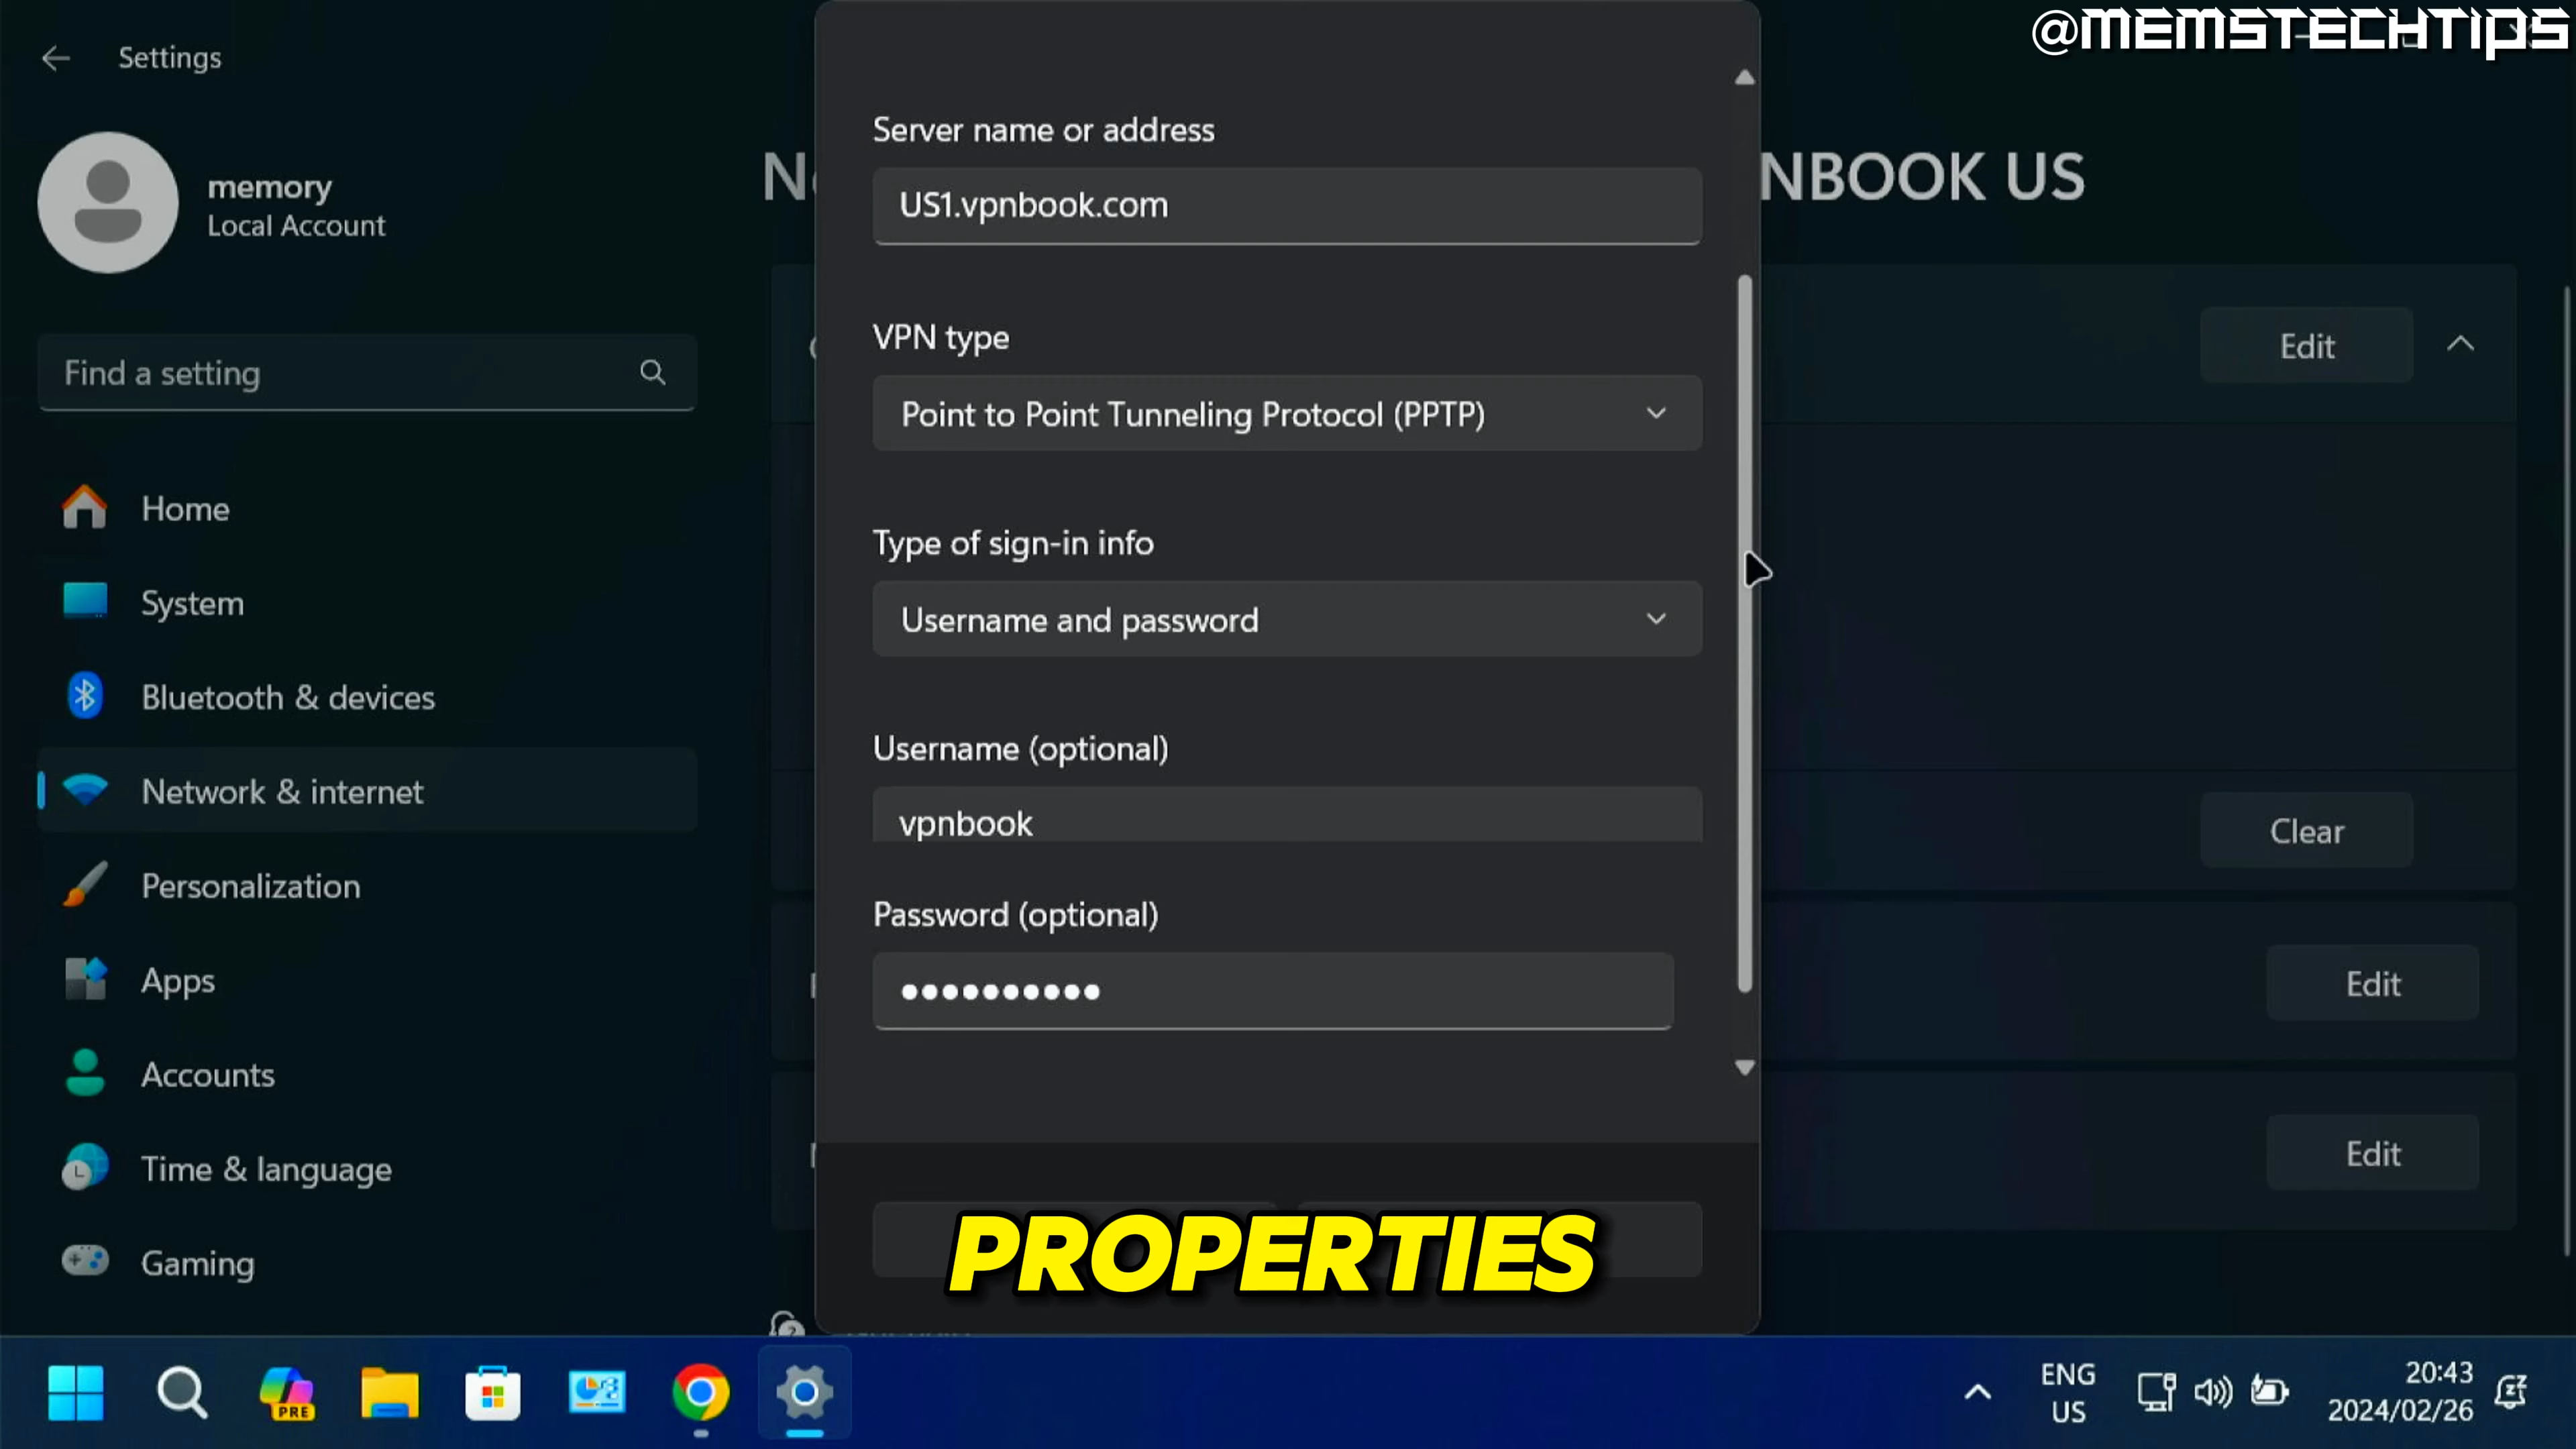 @MEMSTECHTIPS
Settings
memory
Local Account
Find a setting
Home
System
Bluetooth & devices
Network & internet
Personalization
Apps
Accounts
Time & language
Gaming
NBOOK US
Edit
Clear
Edit
Edit
Server name or address
US1.vpnbook.com
VPN type
Point to Point Tunneling Protocol (PPTP)
Type of sign-in info
Username and password
Username (optional)
vpnbook
Password (optional)
PROPERTIES
PRE
ENG
US
20:43
2024/02/26